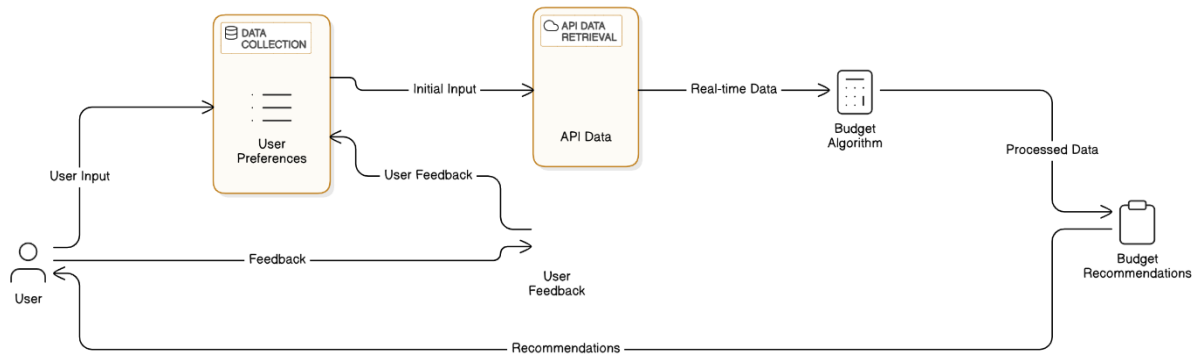 DATA
COLLECTION
API DATA
RETRIEVAL
Initial Input
Real-time Data
User
Preferences
API Data
Budget
Algorithm
Processed Data
User Input
User Feedback
Feedback
User
User
Feedback
Budget
Recommendations
Recommendations